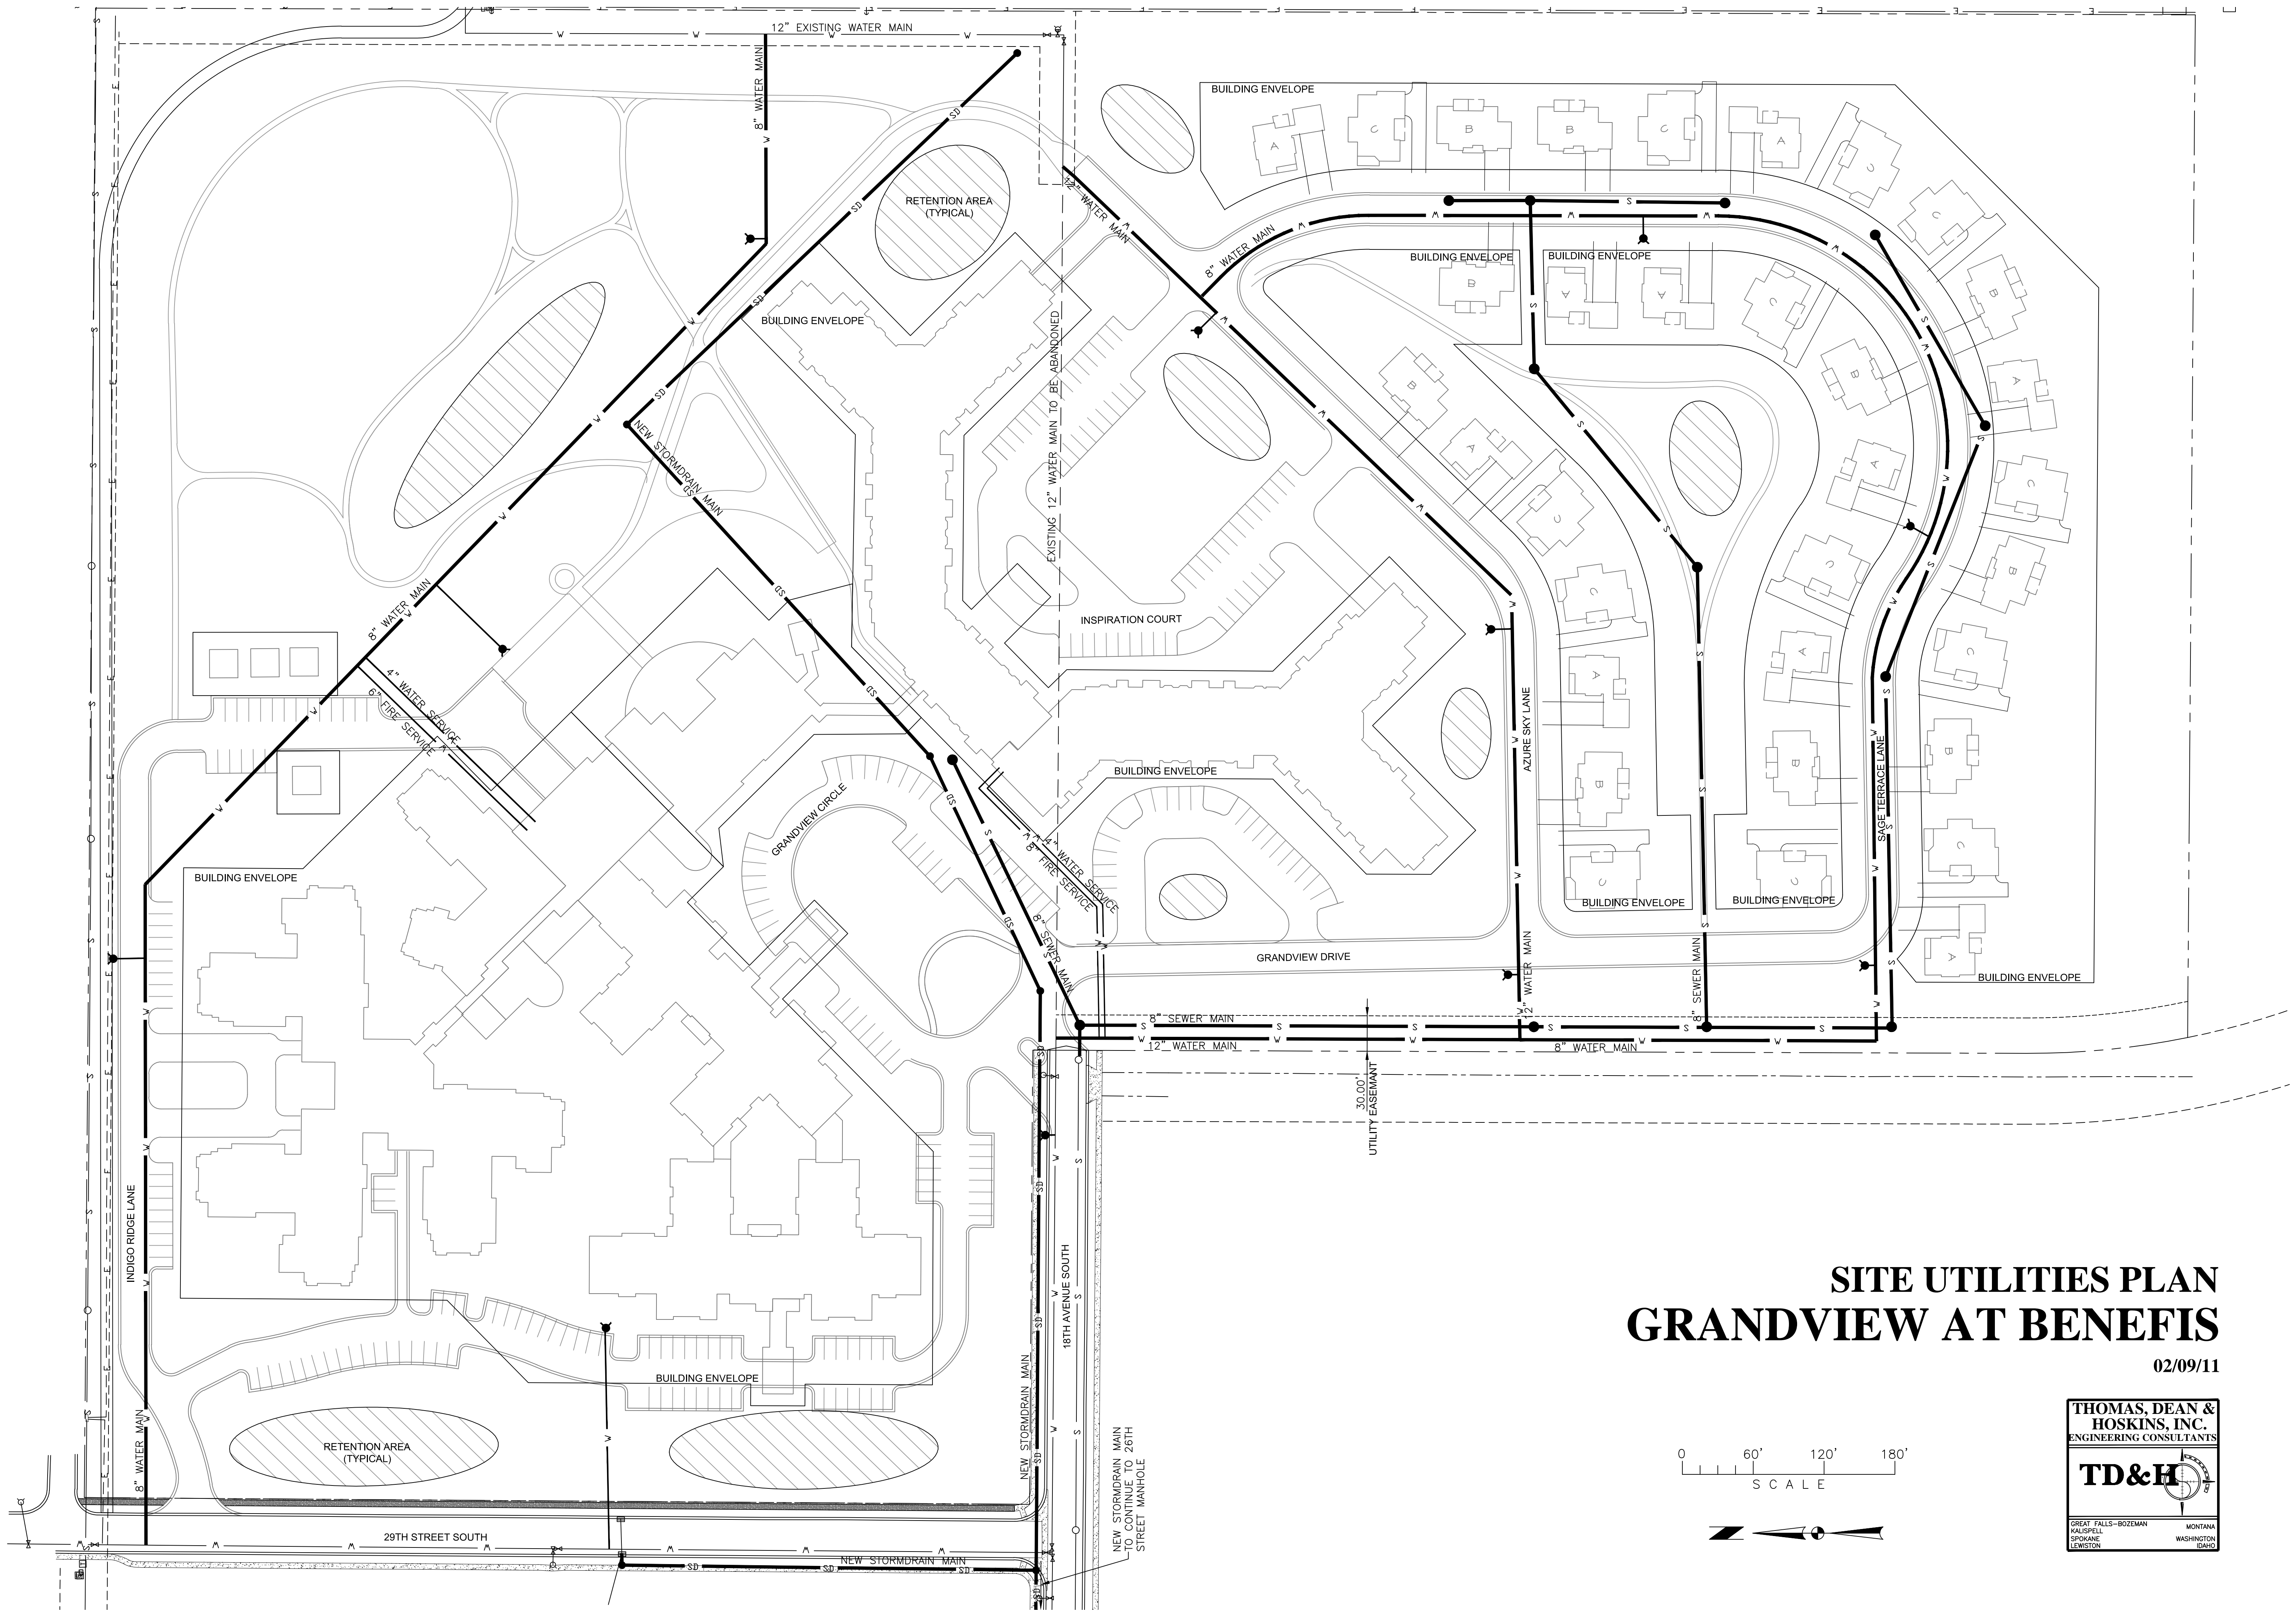 12" EXISTING WATER MAIN
8" WATER MAIN
BUILDING ENVELOPE
RETENTION AREA
(TYPICAL)
12" WATER MAIN
8" WATER MAIN
BUILDING ENVELOPE
BUILDING ENVELOPE
BUILDING ENVELOPE
EXISTING 12" WATER MAIN TO BE ABANDONED
NEW STORMDRAIN MAIN
8" WATER MAIN
4" WATER SERVICE
6" FIRE SERVICE
INSPIRATION COURT
AZURE SKY LANE
SAGE TERRACE LANE
BUILDING ENVELOPE
GRANDVIEW CIRCLE
4" WATER SERVICE
8" FIRE SERVICE
BUILDING ENVELOPE
BUILDING ENVELOPE
BUILDING ENVELOPE
8" SEWER MAIN
GRANDVIEW DRIVE
12" WATER MAIN
8" SEWER MAIN
BUILDING ENVELOPE
8" SEWER MAIN
12" WATER MAIN
8" WATER MAIN
30.00'
UTILITY EASEMANT
INDIGO RIDGE LANE
18TH AVENUE SOUTH
NEW STORMDRAIN MAIN
BUILDING ENVELOPE
8" WATER MAIN
RETENTION AREA
(TYPICAL)
NEW STORMDRAIN MAIN
TO CONTINUE TO 26TH
STREET MANHOLE
29TH STREET SOUTH
NEW STORMDRAIN MAIN
SITE UTILITIES PLAN
GRANDVIEW AT BENEFIS
02/09/11
0 60' 120' 180'
SCALE
THOMAS, DEAN &
HOSKINS, INC.
ENGINEERING CONSULTANTS
TD&H
GREAT FALLS-BOZEMAN MONTANA
KALISPELL
SPOKANE WASHINGTON
LEWISTON IDAHO